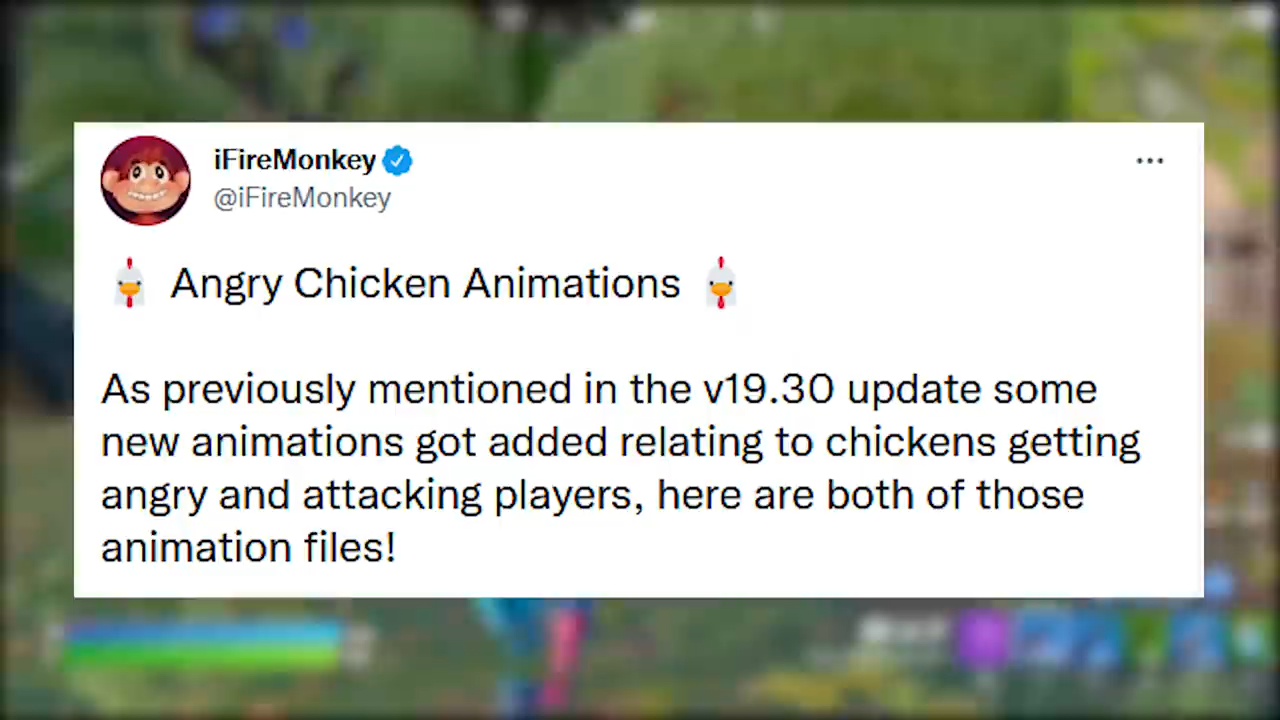 iFireMonkey
@iFireMonkey
🐔 Angry Chicken Animations 🐔
As previously mentioned in the v19.30 update some
new animations got added relating to chickens getting
angry and attacking players, here are both of those
animation files!